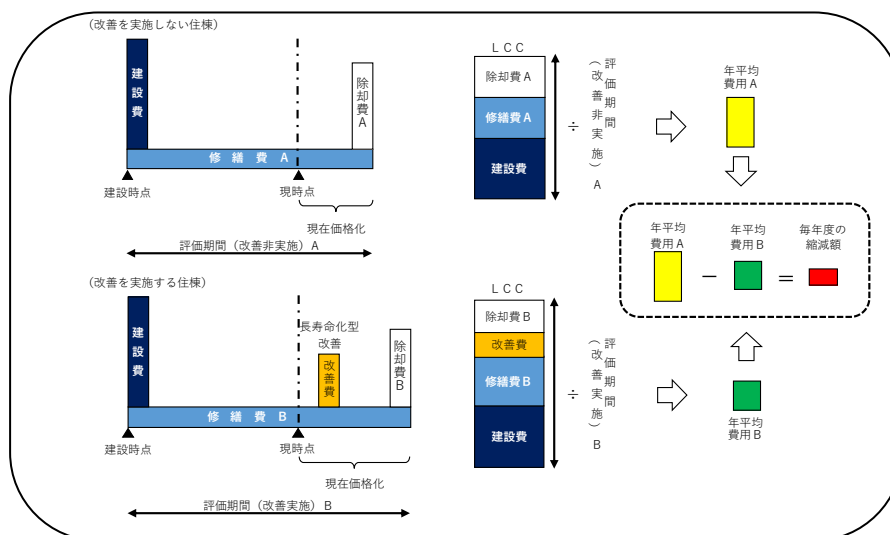 （改善を実施しない住棟）
建設費
除却費A
修繕費A
建設時点
現時点
現在価格化
評価期間（改善非実施）A
LCC
除却費A
修繕費A
建設費
÷
評価期間
（改善非実施）A
年平均
費用A
年平均
費用A
－
年平均
費用B
＝
毎年度の
縮減額
（改善を実施する住棟）
建設費
長寿命化型
改善
改善費
除却費B
修繕費B
建設時点
現時点
現在価格化
評価期間（改善実施）B
LCC
除却費B
改善費
修繕費B
建設費
÷
評価期間
（改善実施）B
年平均
費用B